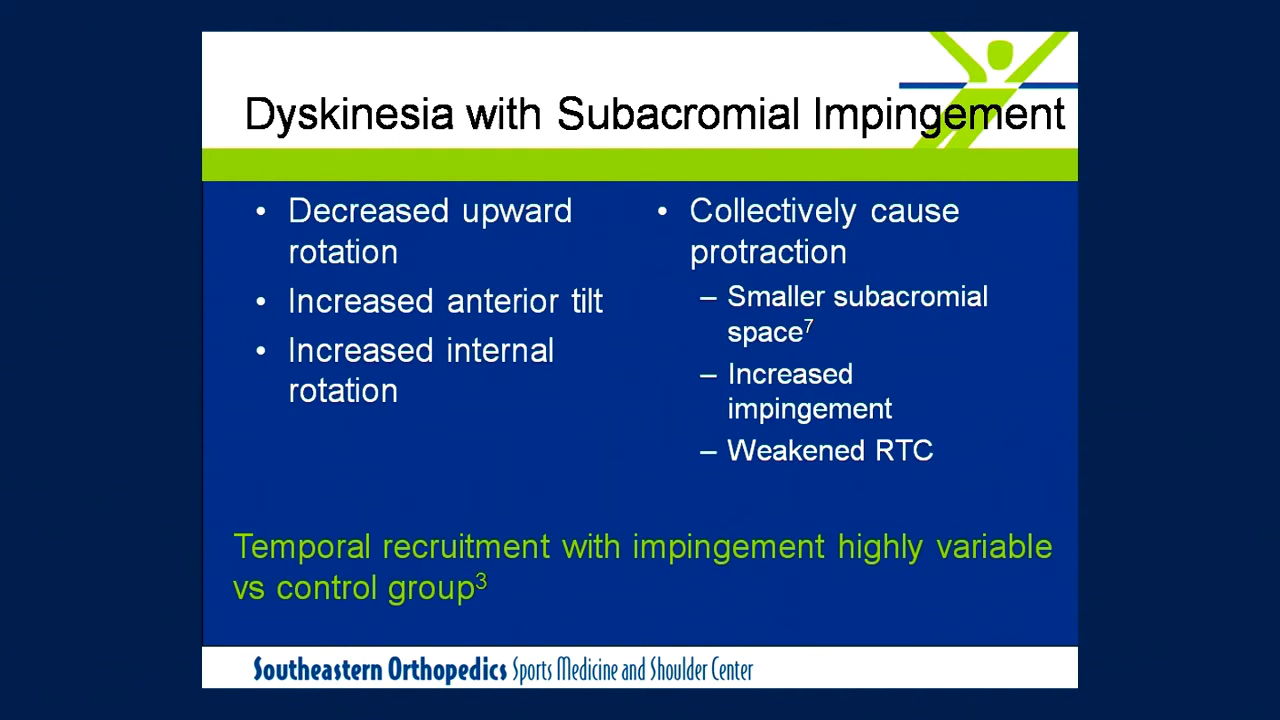 Dyskinesia with Subacromial Impingement
• Decreased upward
rotation
• Increased anterior tilt
• Increased internal
rotation
• Collectively cause
protraction
– Smaller subacromial
space⁷
– Increased
impingement
– Weakened RTC
Temporal recruitment with impingement highly variable
vs control group³
Southeastern Orthopedics Sports Medicine and Shoulder Center